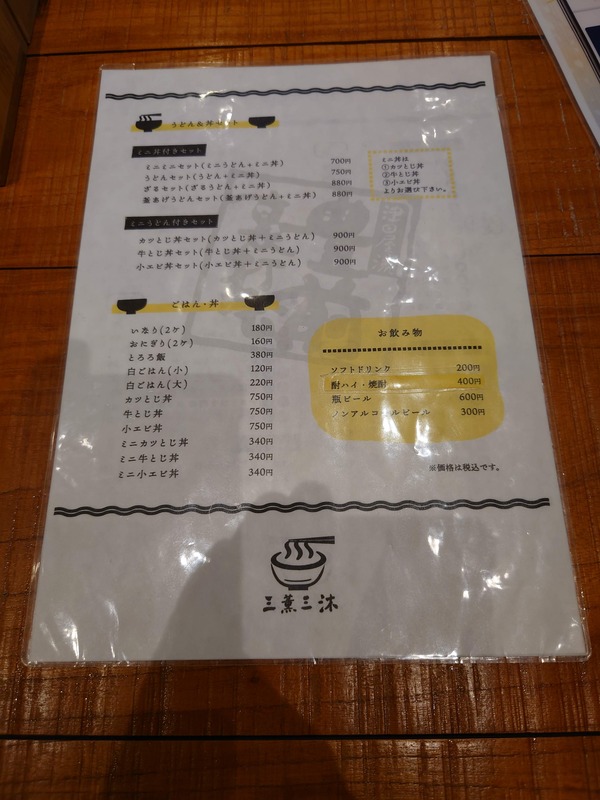 うどん&丼セット
ミニ丼付きセット
ミニミニセット(ミニうどん+ミニ丼) 700円
うどんセット(うどん+ミニ丼) 750円
ざるセット(ざるうどん+ミニ丼) 880円
釜あげうどんセット(釜あげうどん+ミニ丼) 880円
ミニ丼は
①カツとじ丼
②牛とじ丼
③小エビ丼
よりお選び下さい。
ミニうどん付きセット
カツとじ丼セット(カツとじ丼+ミニうどん) 900円
牛とじ丼セット(牛とじ丼+ミニうどん) 900円
小エビ丼セット(小エビ丼+ミニうどん) 900円
ごはん・丼
いなり(2ケ) 180円
おにぎり(2ケ) 160円
とろろ飯 380円
白ごはん(小) 120円
白ごはん(大) 220円
カツとじ丼 750円
牛とじ丼 750円
小エビ丼 750円
ミニカツとじ丼 340円
ミニ牛とじ丼 340円
ミニ小エビ丼 340円
お飲み物
ソフトドリンク 200円
酎ハイ・焼酎 400円
瓶ビール 600円
ノンアルコールビール 300円
※価格は税込です。
三薫三沐